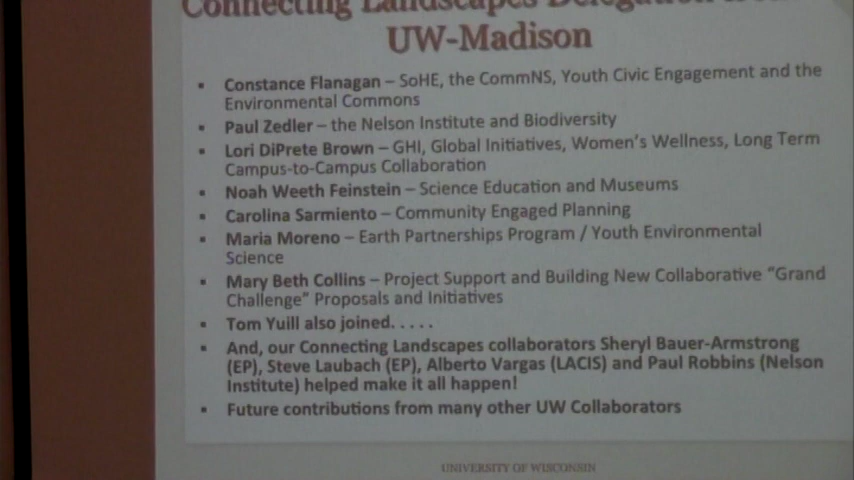 Connecting Landscapes Delegation
UW-Madison
▪ Constance Flanagan – SoHE, the CommNS, Youth Civic Engagement and the
Environmental Commons
▪ Paul Zedler – the Nelson Institute and Biodiversity
▪ Lori DiPrete Brown – GHI, Global Initiatives, Women's Wellness, Long Term
Campus-to-Campus Collaboration
▪ Noah Weeth Feinstein – Science Education and Museums
▪ Carolina Sarmiento – Community Engaged Planning
▪ Maria Moreno – Earth Partnerships Program / Youth Environmental
Science
▪ Mary Beth Collins – Project Support and Building New Collaborative "Grand
Challenge" Proposals and Initiatives
▪ Tom Yuill also joined. . . . .
▪ And, our Connecting Landscapes collaborators Sheryl Bauer-Armstrong
(EP), Steve Laubach (EP), Alberto Vargas (LACIS) and Paul Robbins (Nelson
Institute) helped make it all happen!
▪ Future contributions from many other UW Collaborators
UNIVERSITY OF WISCONSIN